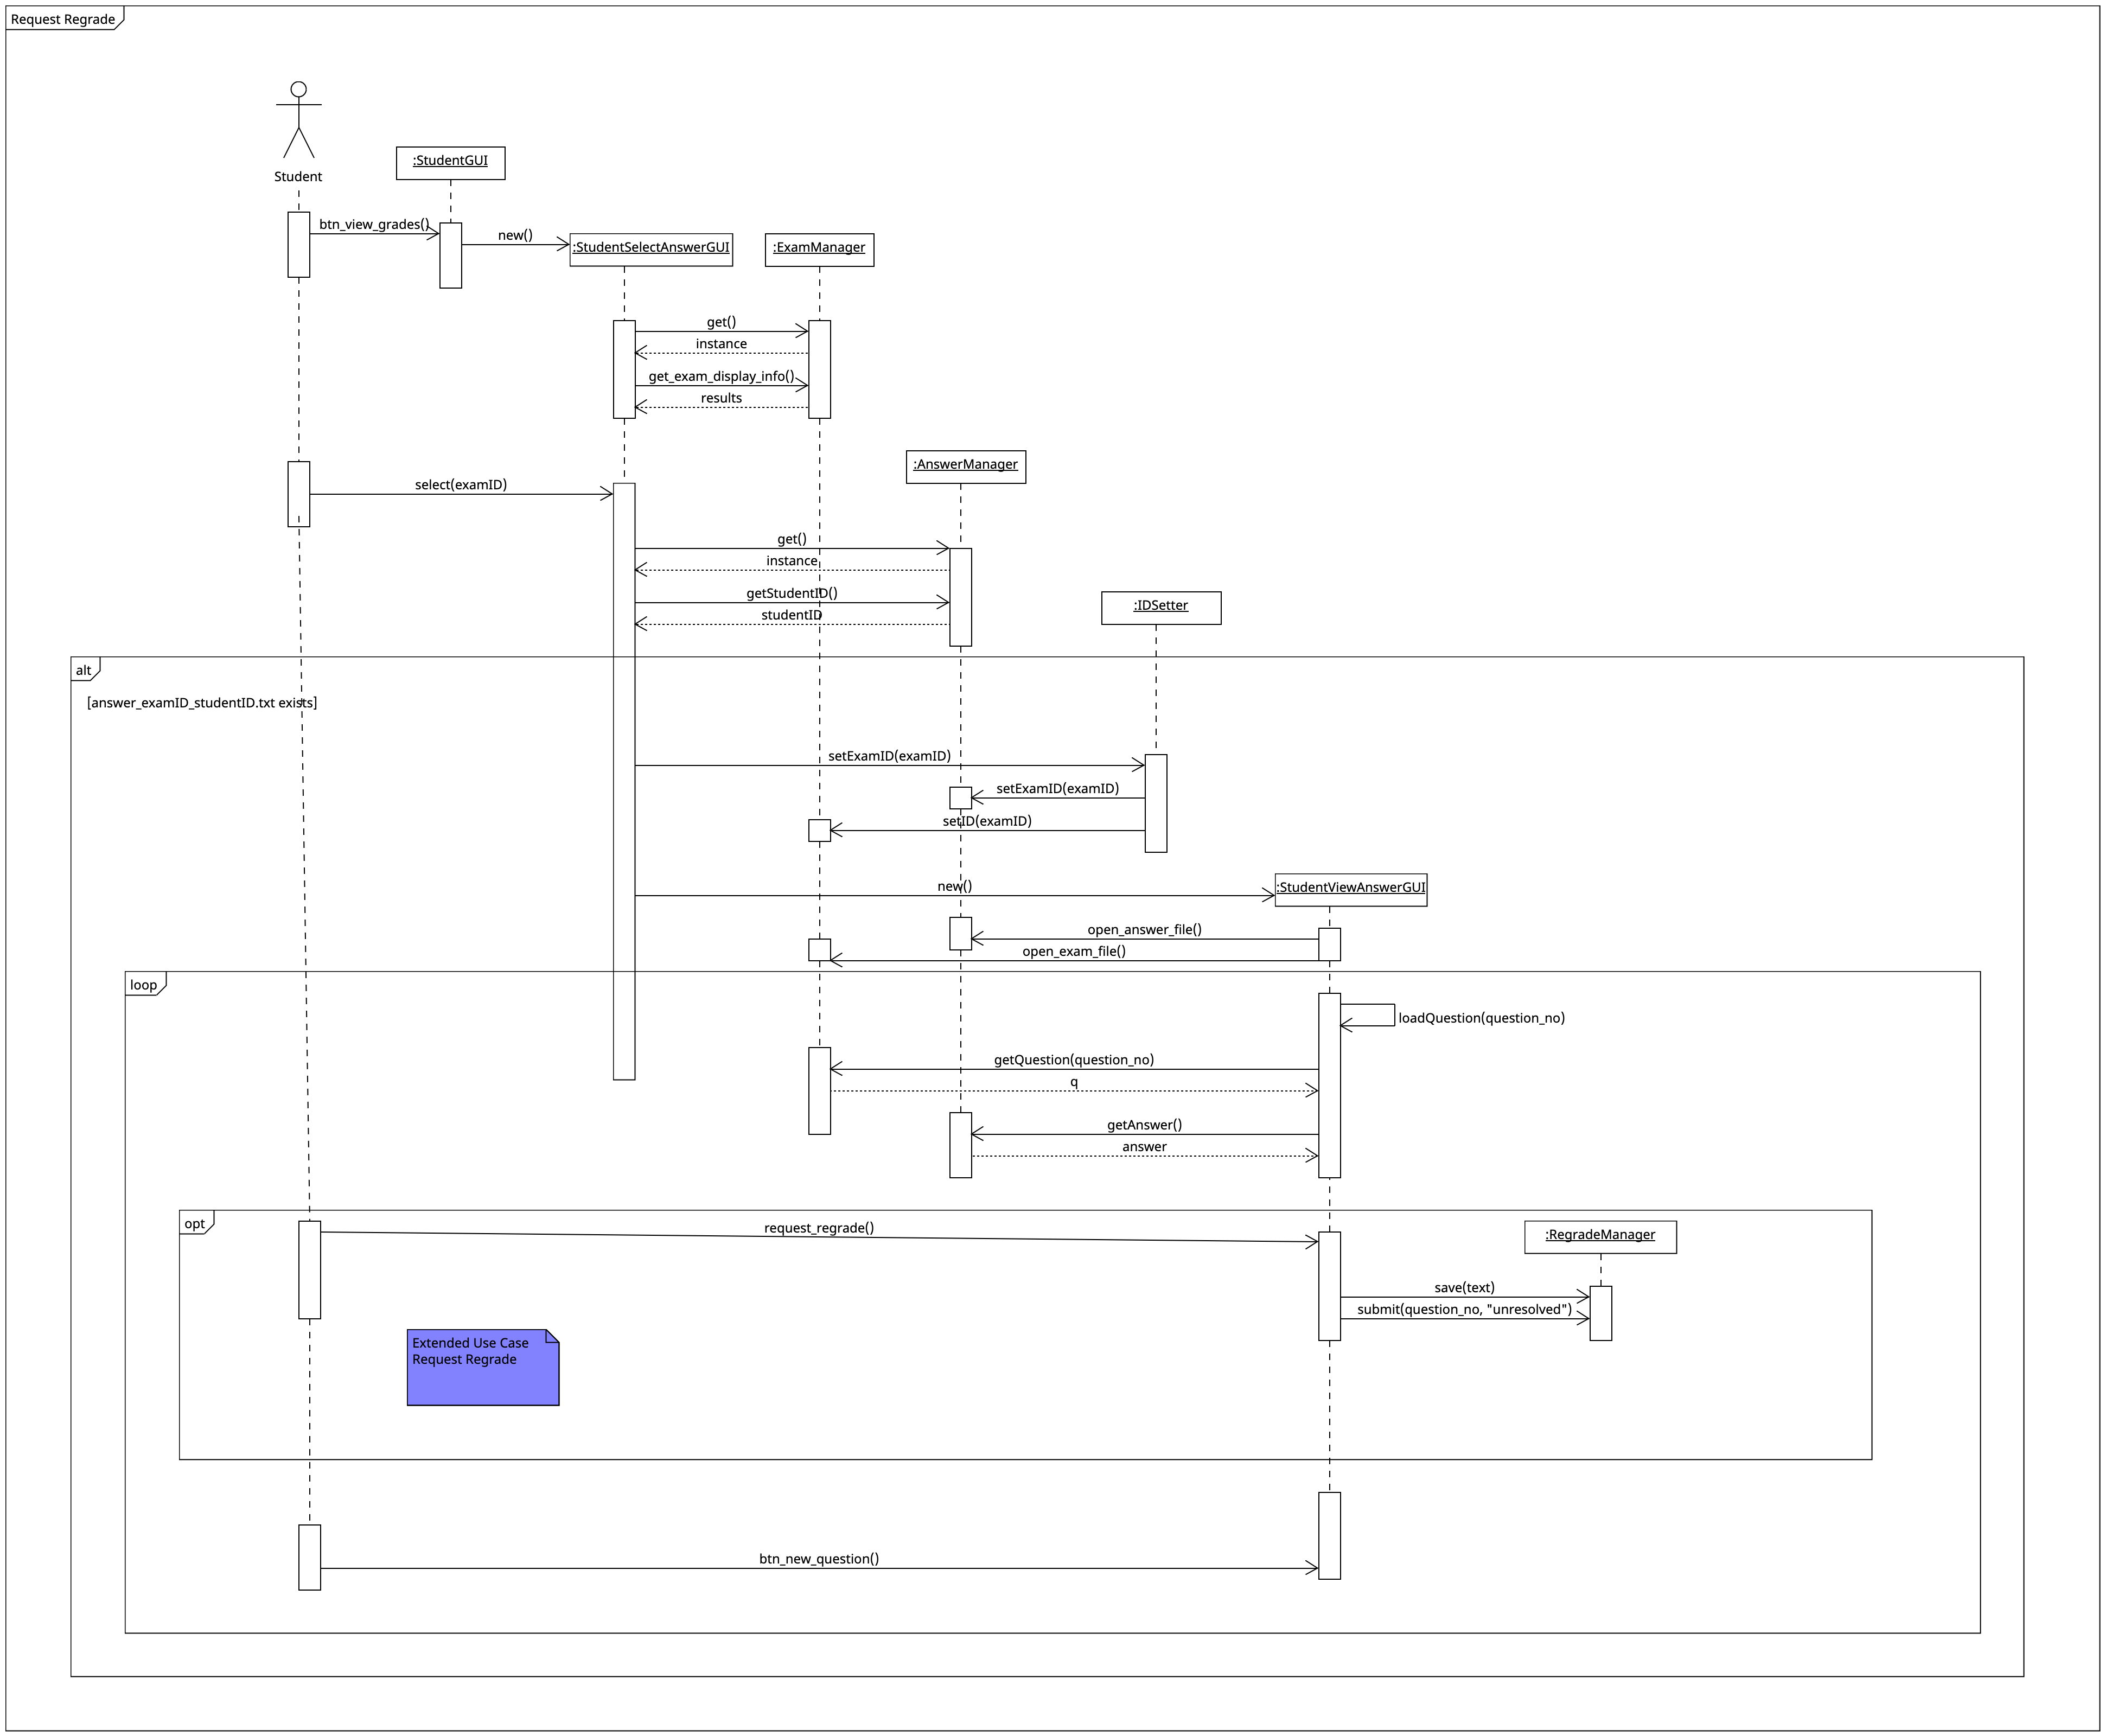 Request Regrade
Student
:StudentGUI
btn_view_grades()
new()
:StudentSelectAnswerGUI
:ExamManager
get()
instance
get_exam_display_info()
results
:AnswerManager
select(examID)
get()
instance
getStudentID()
:IDSetter
studentID
alt
[answer_examID_studentID.txt exists]
setExamID(examID)
setExamID(examID)
setID(examID)
new()
:StudentViewAnswerGUI
open_answer_file()
open_exam_file()
loop
loadQuestion(question_no)
getQuestion(question_no)
q
getAnswer()
answer
opt
request_regrade()
:RegradeManager
save(text)
submit(question_no, "unresolved")
Extended Use Case
Request Regrade
btn_new_question()